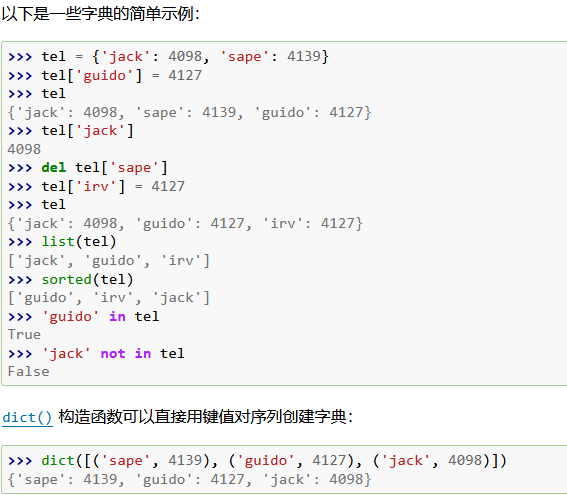 以下是一些字典的简单示例：
>>> tel = {'jack': 4098, 'sape': 4139}
>>> tel['guido'] = 4127
>>> tel
{'jack': 4098, 'sape': 4139, 'guido': 4127}
>>> tel['jack']
4098
>>> del tel['sape']
>>> tel['irv'] = 4127
>>> tel
{'jack': 4098, 'guido': 4127, 'irv': 4127}
>>> list(tel)
['jack', 'guido', 'irv']
>>> sorted(tel)
['guido', 'irv', 'jack']
>>> 'guido' in tel
True
>>> 'jack' not in tel
False
dict() 构造函数可以直接用键值对序列创建字典：
>>> dict([('sape', 4139), ('guido', 4127), ('jack', 4098)])
{'sape': 4139, 'guido': 4127, 'jack': 4098}